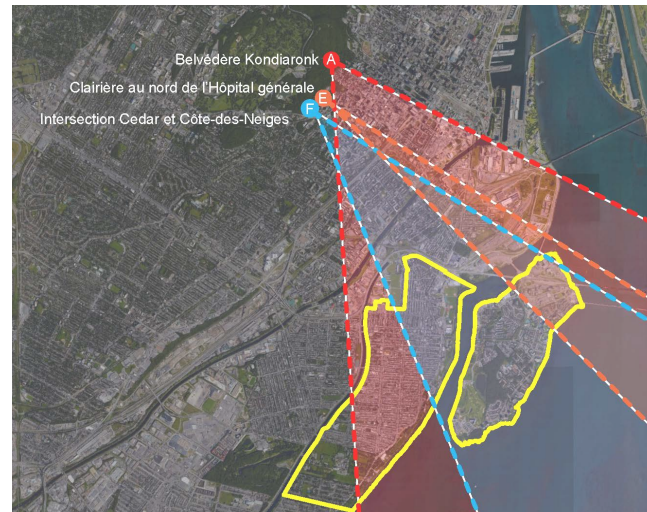 Belvédère Kondiaronk A
Clairière au nord de l'Hôpital générale E
Intersection Cedar et Côte-des-Neiges F